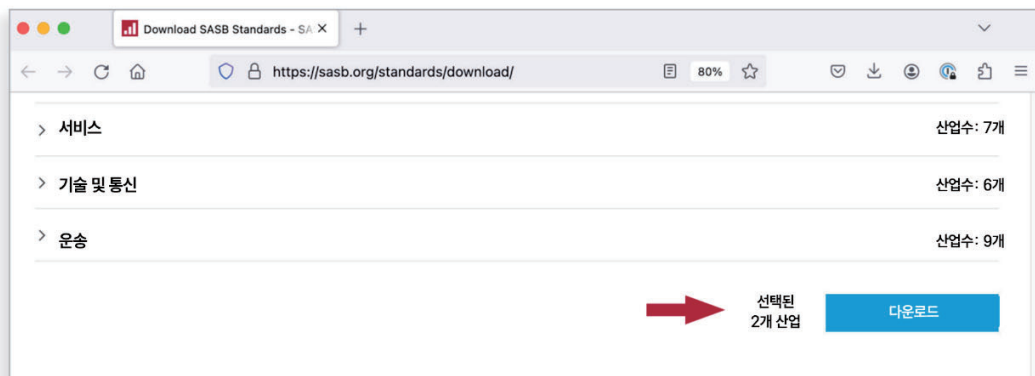 Download SASB Standards - SA
https://sasb.org/standards/download/
80%
서비스
산업수: 7개
기술 및 통신
산업수: 6개
운송
산업수: 9개
선택된
2개 산업
다운로드